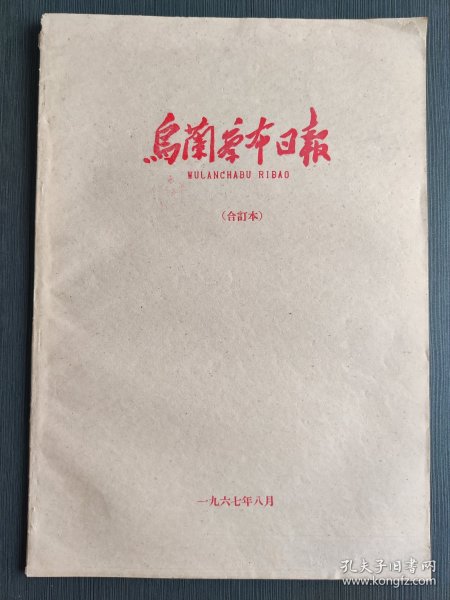 烏蘭察布日報
WULANCHABU RIBAO
(合訂本)
一九六七年八月
孔夫子旧书网
www.kongfz.com